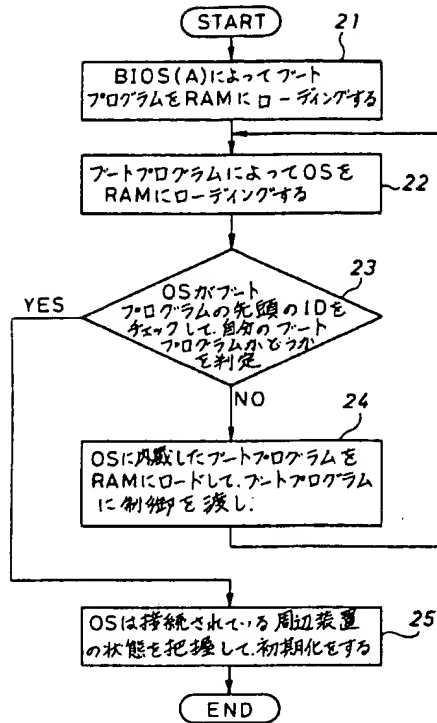 START
21
BIOS(A)によってブート
プログラムをRAMにローディングする
ブートプログラムによってOSを
RAMにローディングする
22
23
OSがブート
プログラムの先頭のIDを
チェックして、自分のブート
プログラムかどうか
を判定
YES
NO
24
OSに内蔵したブートプログラムを
RAMにロードして、ブートプログラム
に制御を渡し.
OSは接続されている周辺装置
の状態を把握して、初期化をする
25
END